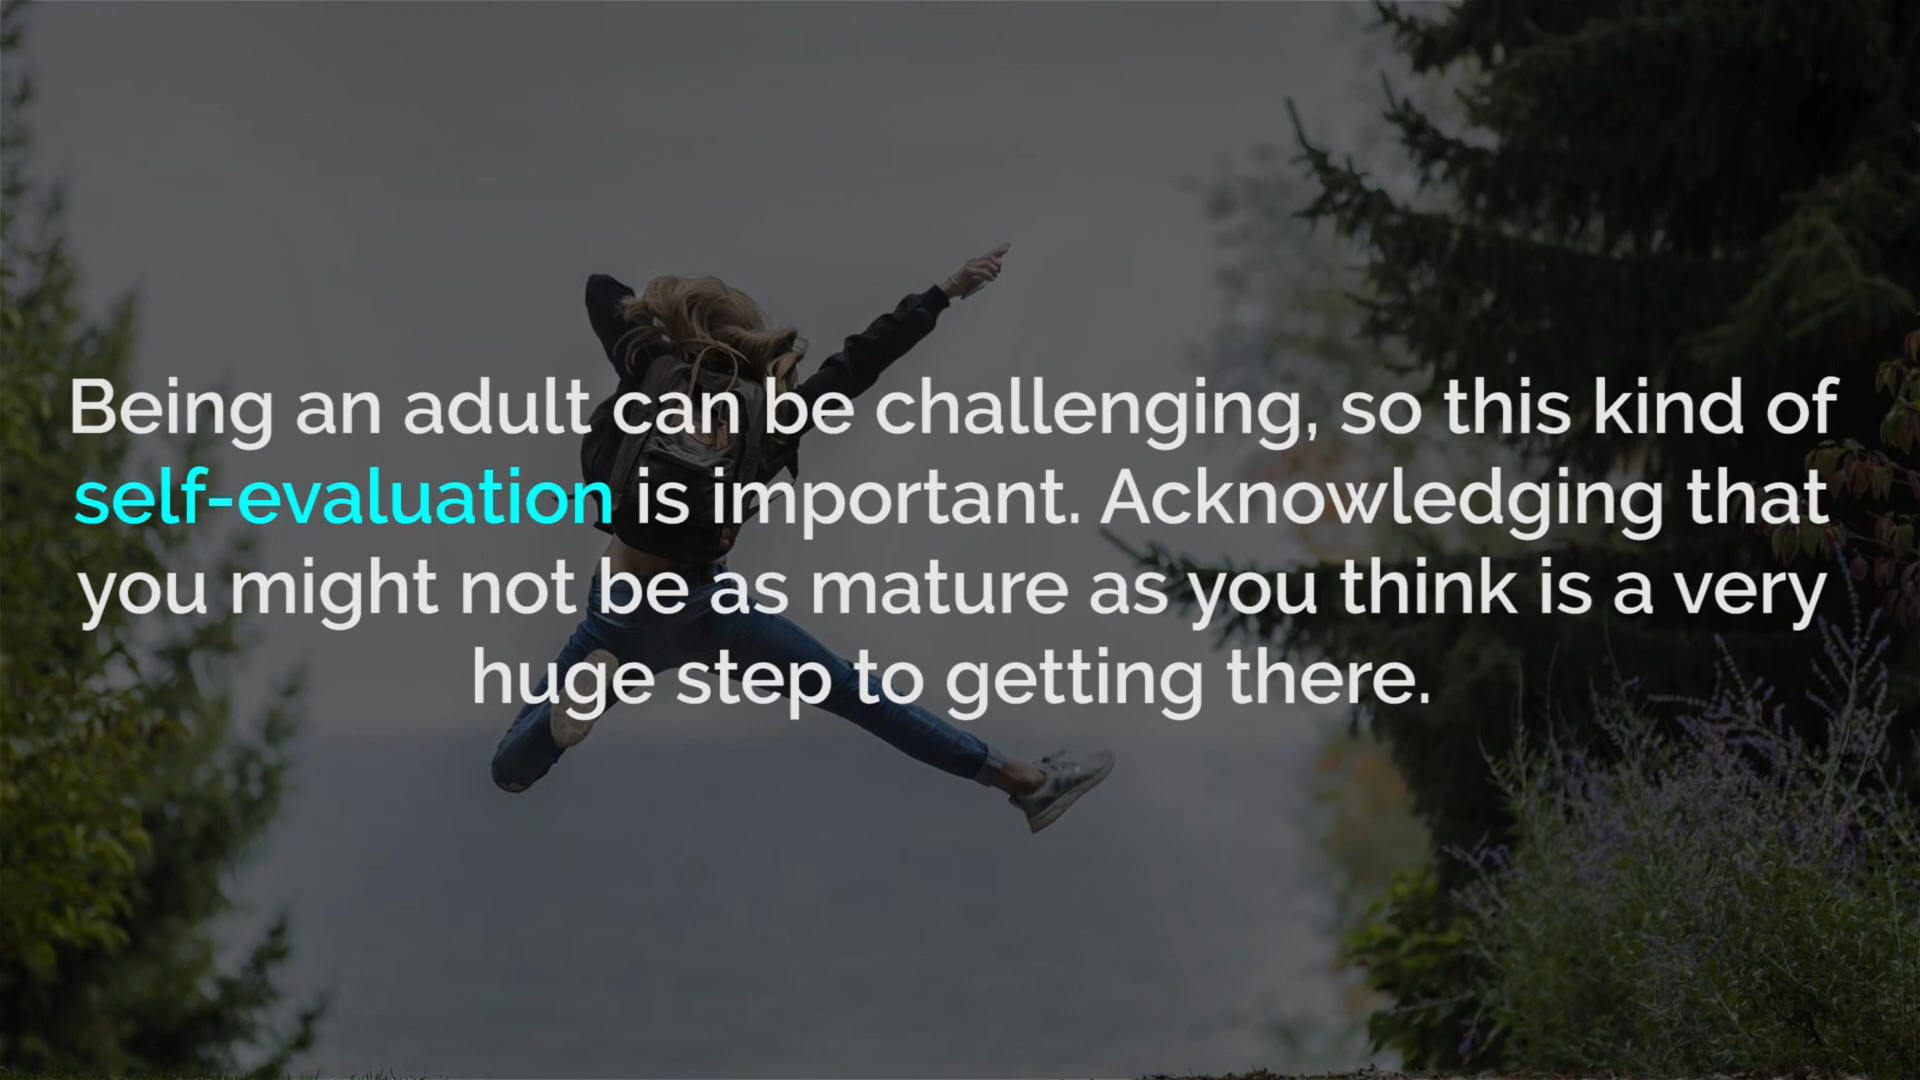 Being an adult can be challenging, so this kind of
self-evaluation is important. Acknowledging that
you might not be as mature as you think is a very
huge step to getting there.